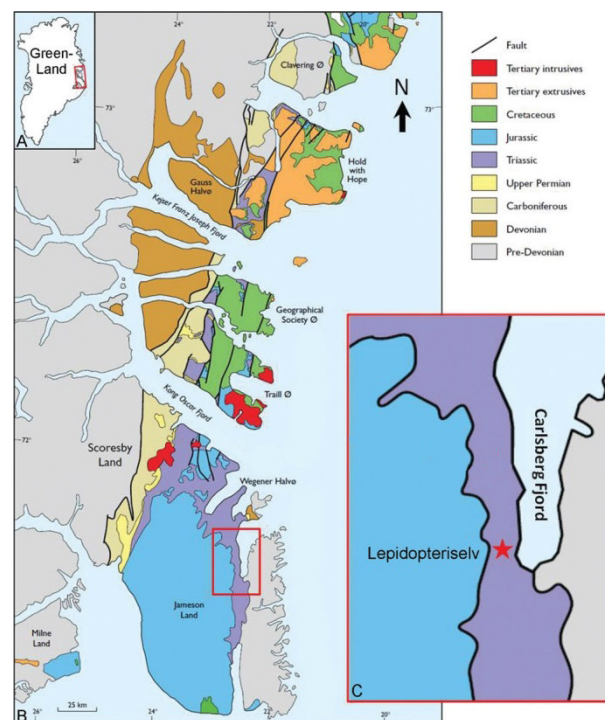 Green-
Land
A
26°
24°
22°
20°
73°
73°
N
Fault
Tertiary intrusives
Tertiary extrusives
Cretaceous
Jurassic
Triassic
Upper Permian
Carboniferous
Devonian
Pre-Devonian
Clavering Ø
Hold
with
Hope
Gauss
Halvø
Kejser Franz Joseph Fjord
Geographical
Society Ø
Traill Ø
Kong Oscar Fjord
72°
Scoresby
Land
Wegener Halvø
Jameson
Land
Milne
Land
B
25 km
24°
22°
20°
Carlsberg Fjord
Lepidopteriselv
C